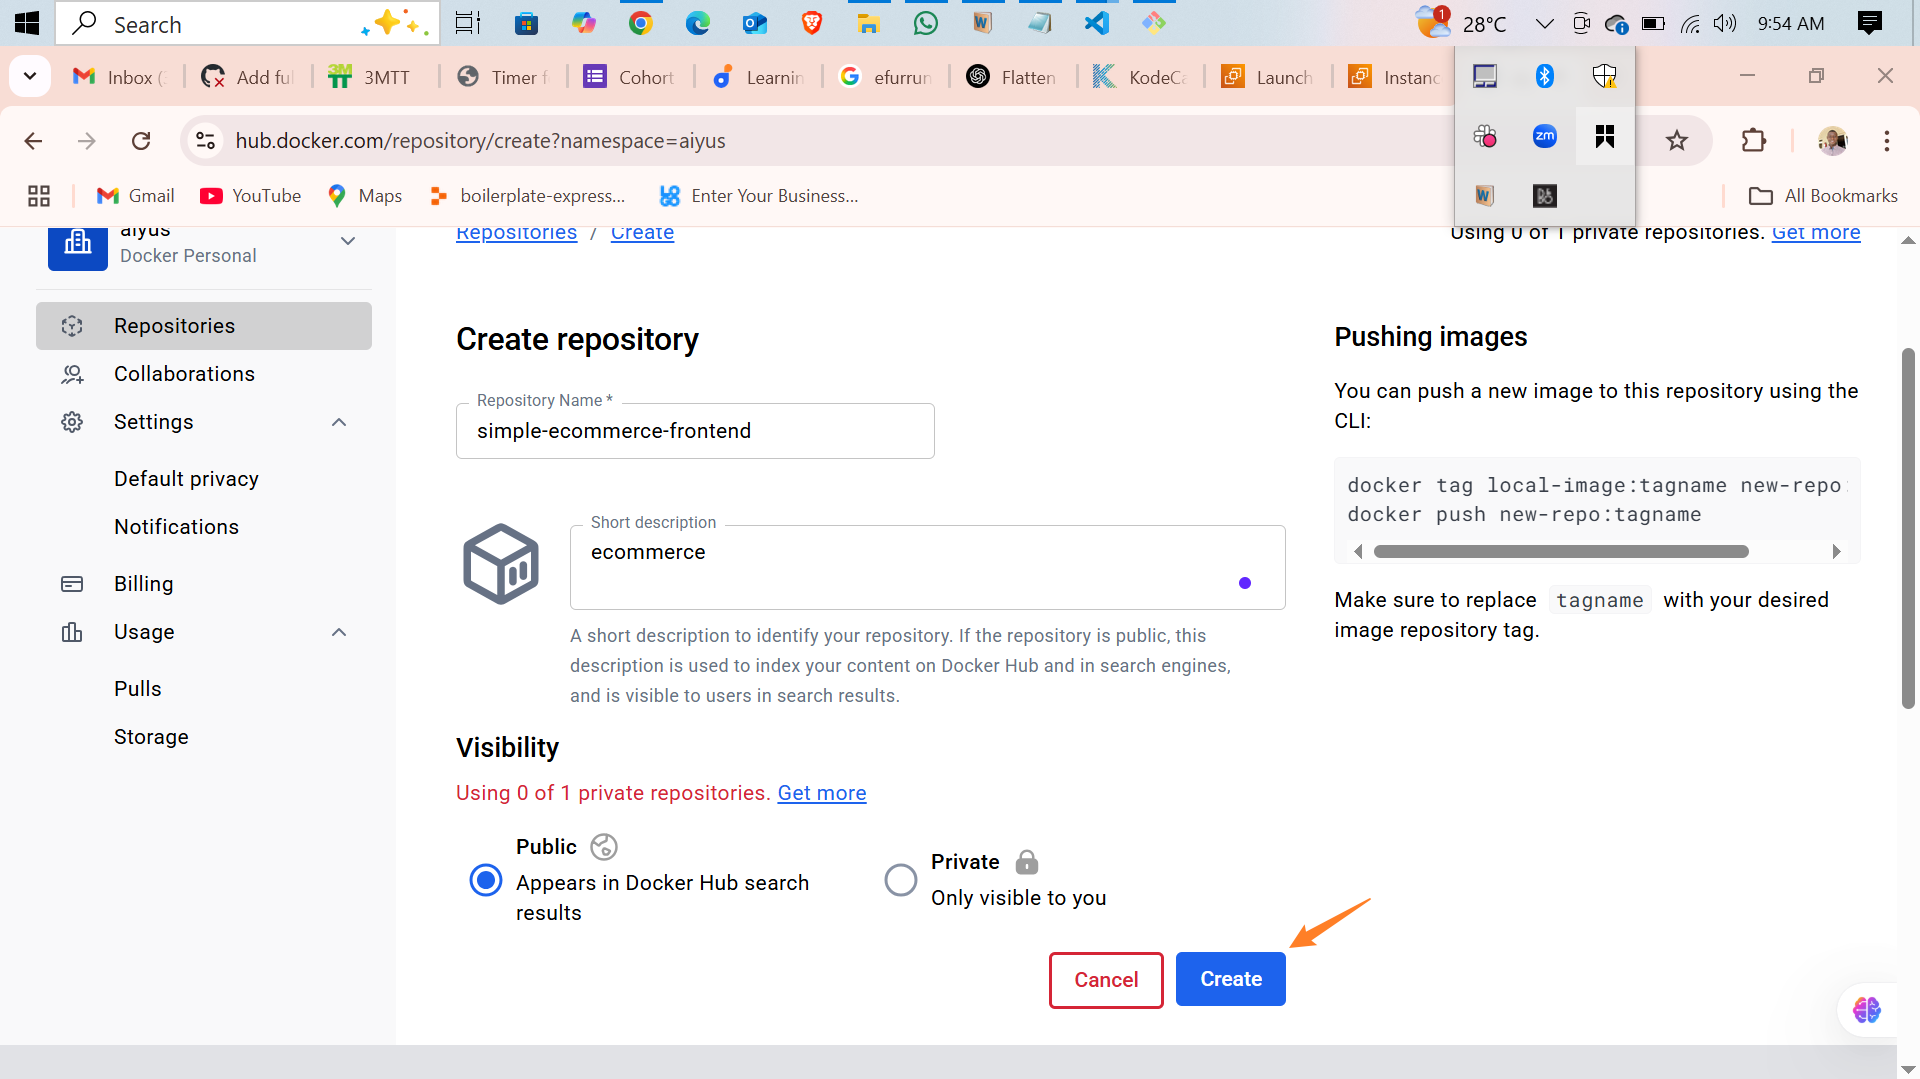 Search
1
28°C
9:54 AM
Inbox (
Add ful
3MTT
Timer f
Cohort
Learnin
efurrun
Flatten
KodeCa
Launch
Instanc
hub.docker.com/repository/create?namespace=aiyus
zm
Gmail
YouTube
Maps
boilerplate-express...
Enter Your Business...
All Bookmarks
aiyus
Docker Personal
Repositories / Create
Using 0 of 1 private repositories. Get more
Repositories
Collaborations
Settings
Default privacy
Notifications
Billing
Usage
Pulls
Storage
Create repository
Repository Name *
simple-ecommerce-frontend
Short description
ecommerce
A short description to identify your repository. If the repository is public, this
description is used to index your content on Docker Hub and in search engines,
and is visible to users in search results.
Visibility
Using 0 of 1 private repositories. Get more
Public
Appears in Docker Hub search
results
Private
Only visible to you
Cancel
Create
Pushing images
You can push a new image to this repository using the
CLI:
docker tag local-image:tagname new-repo:
docker push new-repo:tagname
Make sure to replace tagname with your desired
image repository tag.